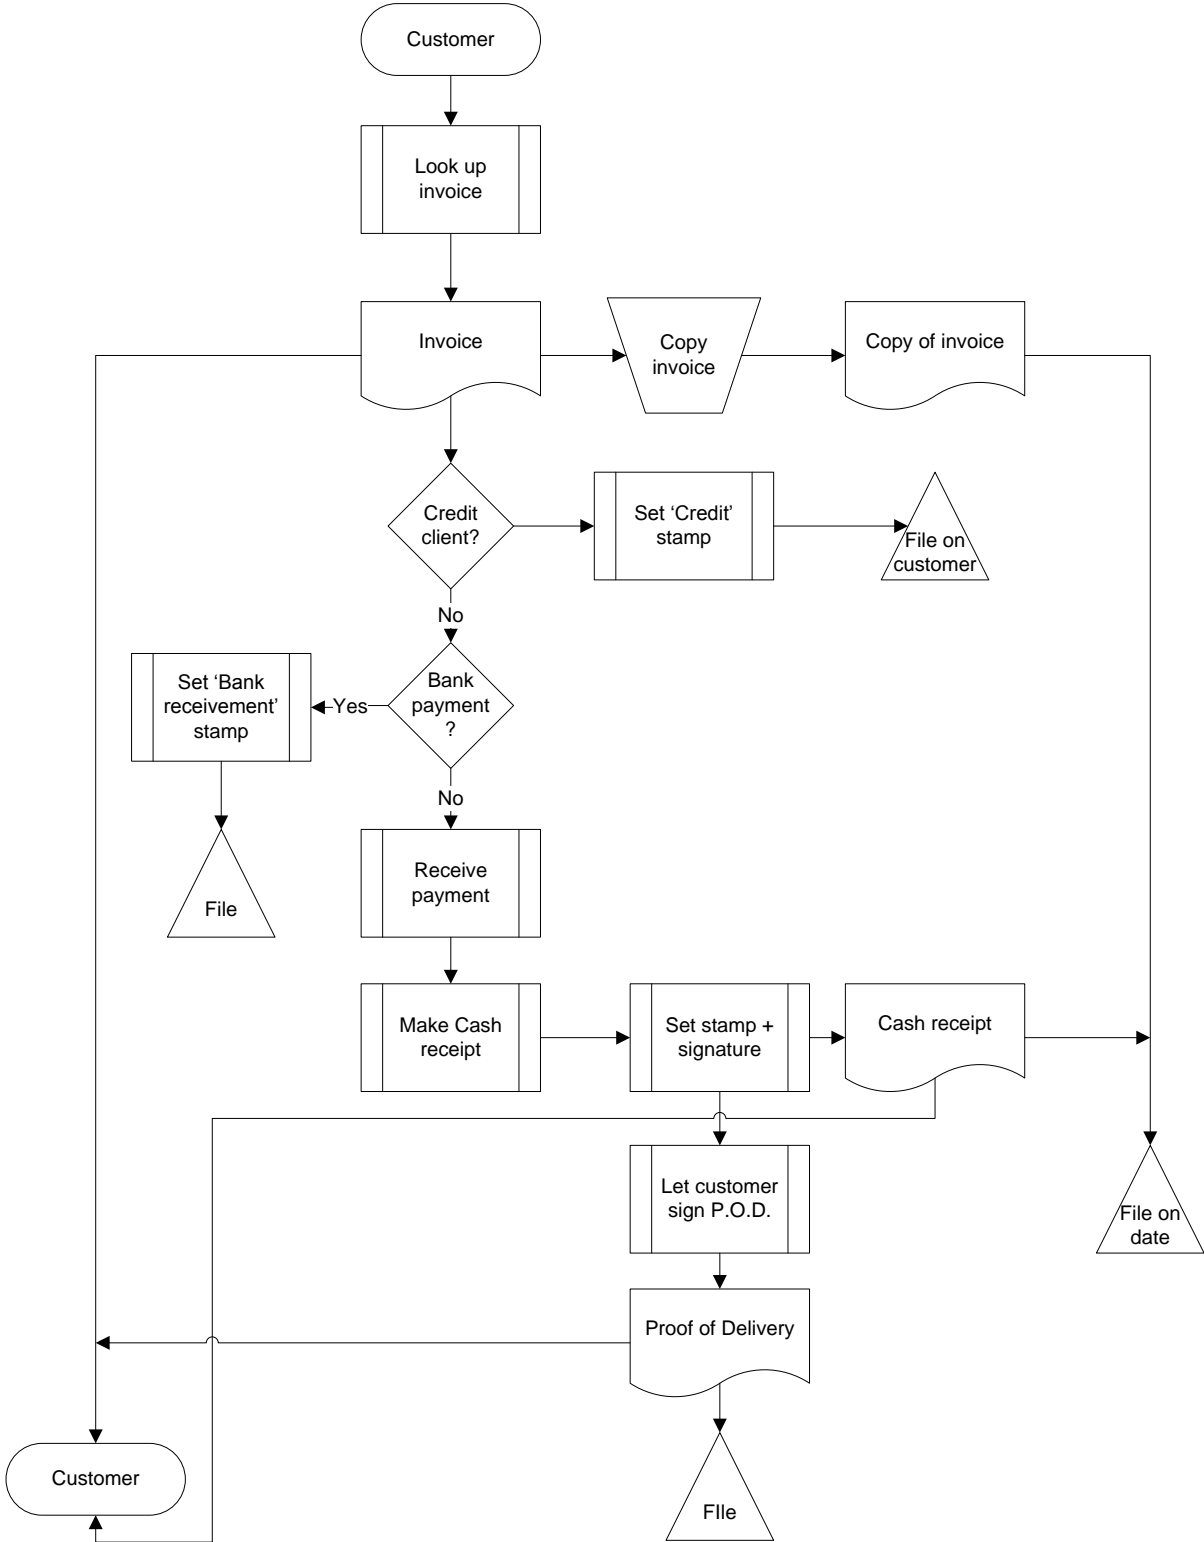 Customer
Look up
invoice
Invoice
Copy
invoice
Copy of invoice
Credit
client?
Set ‘Credit’
stamp
File on
customer
No
Set ‘Bank
receivement’
stamp
Yes
Bank
payment
?
No
File
Receive
payment
Make Cash
receipt
Set stamp +
signature
Cash receipt
Let customer
sign P.O.D.
File on
date
Proof of Delivery
Customer
FIle